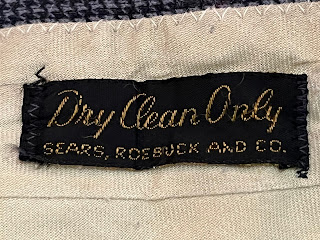 Dry Clean Only
SEARS, ROEBUCK AND CO.